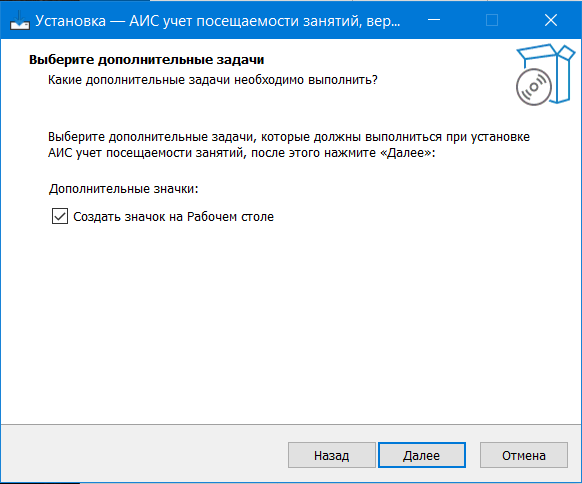 Установка — АИС учет посещаемости занятий, вер...
Выберите дополнительные задачи
Какие дополнительные задачи необходимо выполнить?
Выберите дополнительные задачи, которые должны выполниться при установке
АИС учет посещаемости занятий, после этого нажмите «Далее»:
Дополнительные значки:
Создать значок на Рабочем столе
Назад
Далее
Отмена